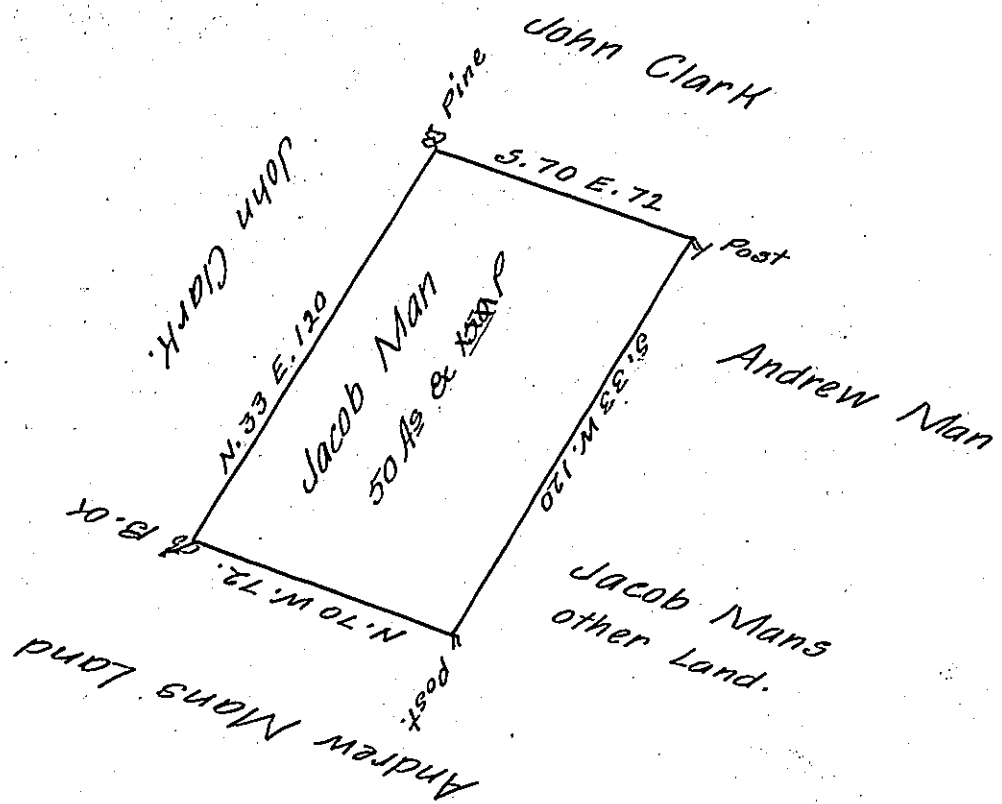 John Clark
Pine
John Clark.
S. 70 E. 72
Post
Andrew Man
N. 33 E. 120
Jacob Man
50 As & P
S. 33 W. 120
B. OK
N. 70 W. 72.
Jacob Mans
other Land.
post.
Andrew Mans Land